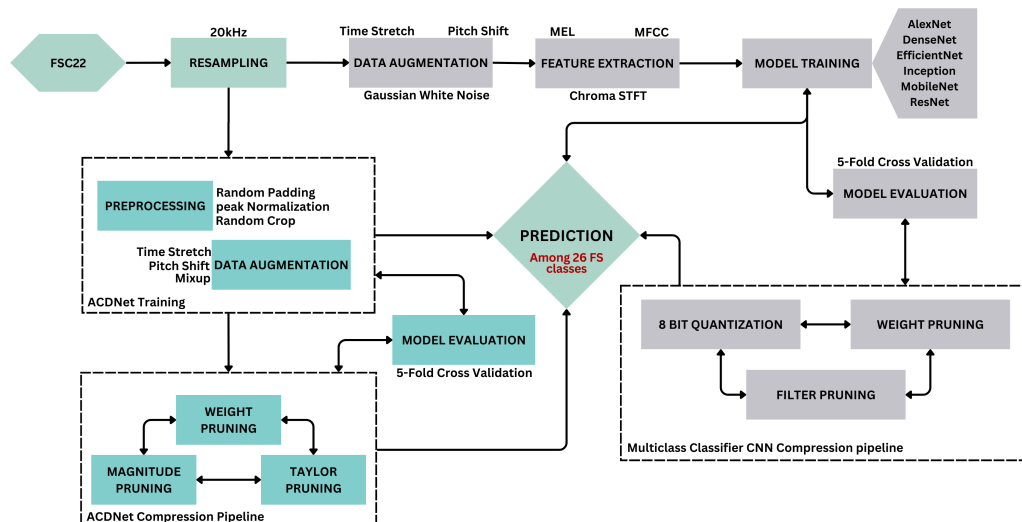 20kHz
FSC22
RESAMPLING
Time Stretch
Pitch Shift
DATA AUGMENTATION
Gaussian White Noise
MEL
MFCC
FEATURE EXTRACTION
Chroma STFT
MODEL TRAINING
AlexNet
DenseNet
EfficientNet
Inception
MobileNet
ResNet
5-Fold Cross Validation
MODEL EVALUATION
PREPROCESSING
Random Padding
peak Normalization
Random Crop
Time Stretch
Pitch Shift
Mixup
DATA AUGMENTATION
ACDNet Training
PREDICTION
Among 26 FS
classes
MODEL EVALUATION
5-Fold Cross Validation
8 BIT QUANTIZATION
WEIGHT PRUNING
FILTER PRUNING
Multiclass Classifier CNN Compression pipeline
WEIGHT
PRUNING
MAGNITUDE
PRUNING
TAYLOR
PRUNING
ACDNet Compression Pipeline